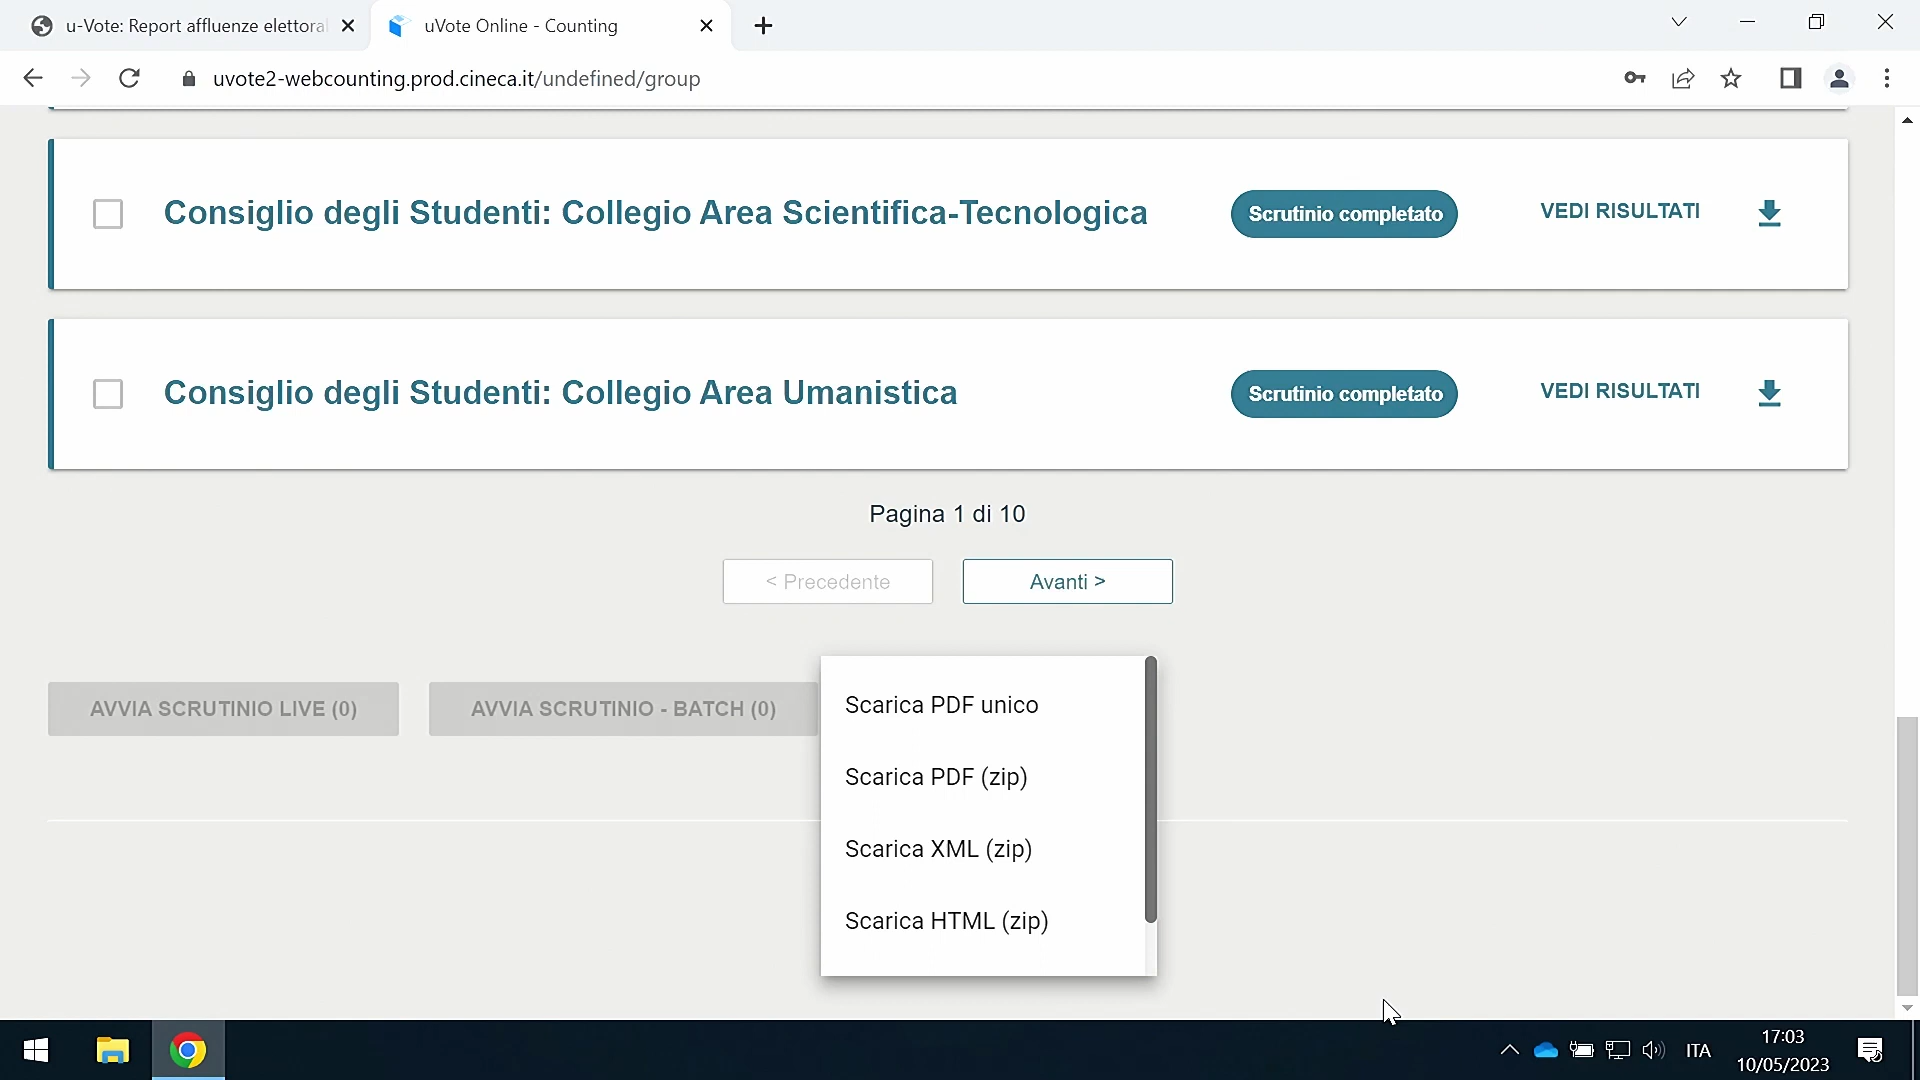 u-Vote: Report affluenze elettoral
uVote Online - Counting
uvote2-webcounting.prod.cineca.it/undefined/group
Consiglio degli Studenti: Collegio Area Scientifica-Tecnologica
Scrutinio completato
VEDI RISULTATI
Consiglio degli Studenti: Collegio Area Umanistica
Scrutinio completato
VEDI RISULTATI
Pagina 1 di 10
< Precedente
Avanti >
AVVIA SCRUTINIO LIVE (0)
AVVIA SCRUTINIO - BATCH (0)
Scarica PDF unico
Scarica PDF (zip)
Scarica XML (zip)
Scarica HTML (zip)
ITA
17:03
10/05/2023